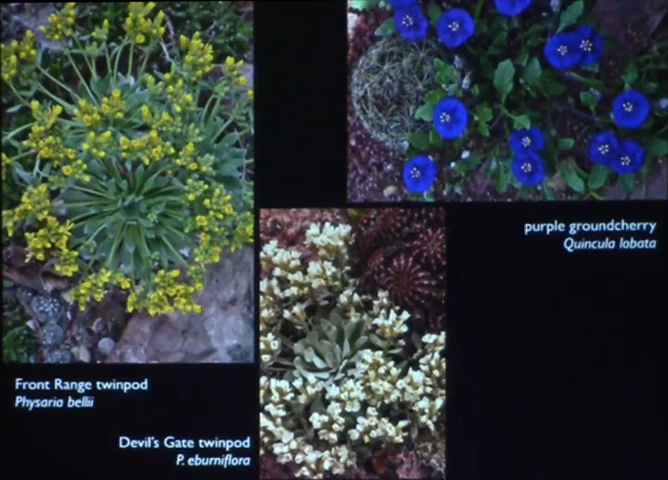 purple groundcherry
Quincula lobata
Front Range twinpod
Physaria bellii
Devil's Gate twinpod
P. eburniflora